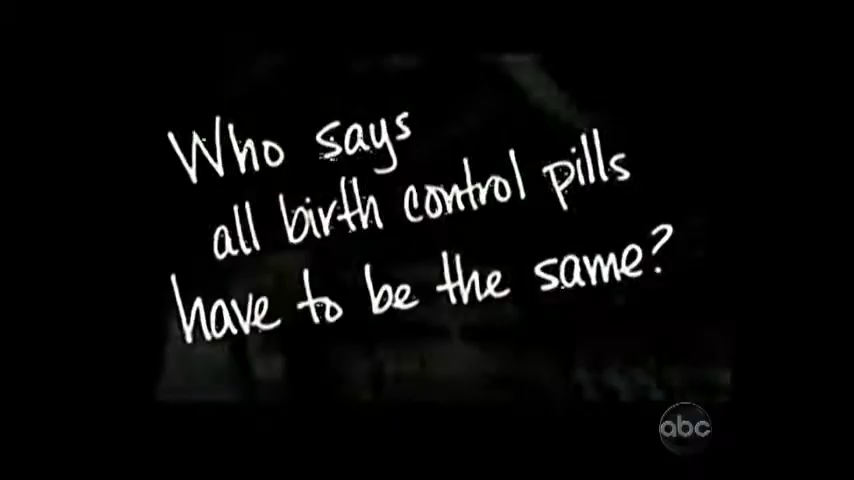 Who says
all birth control pills
have to be the same?
abc